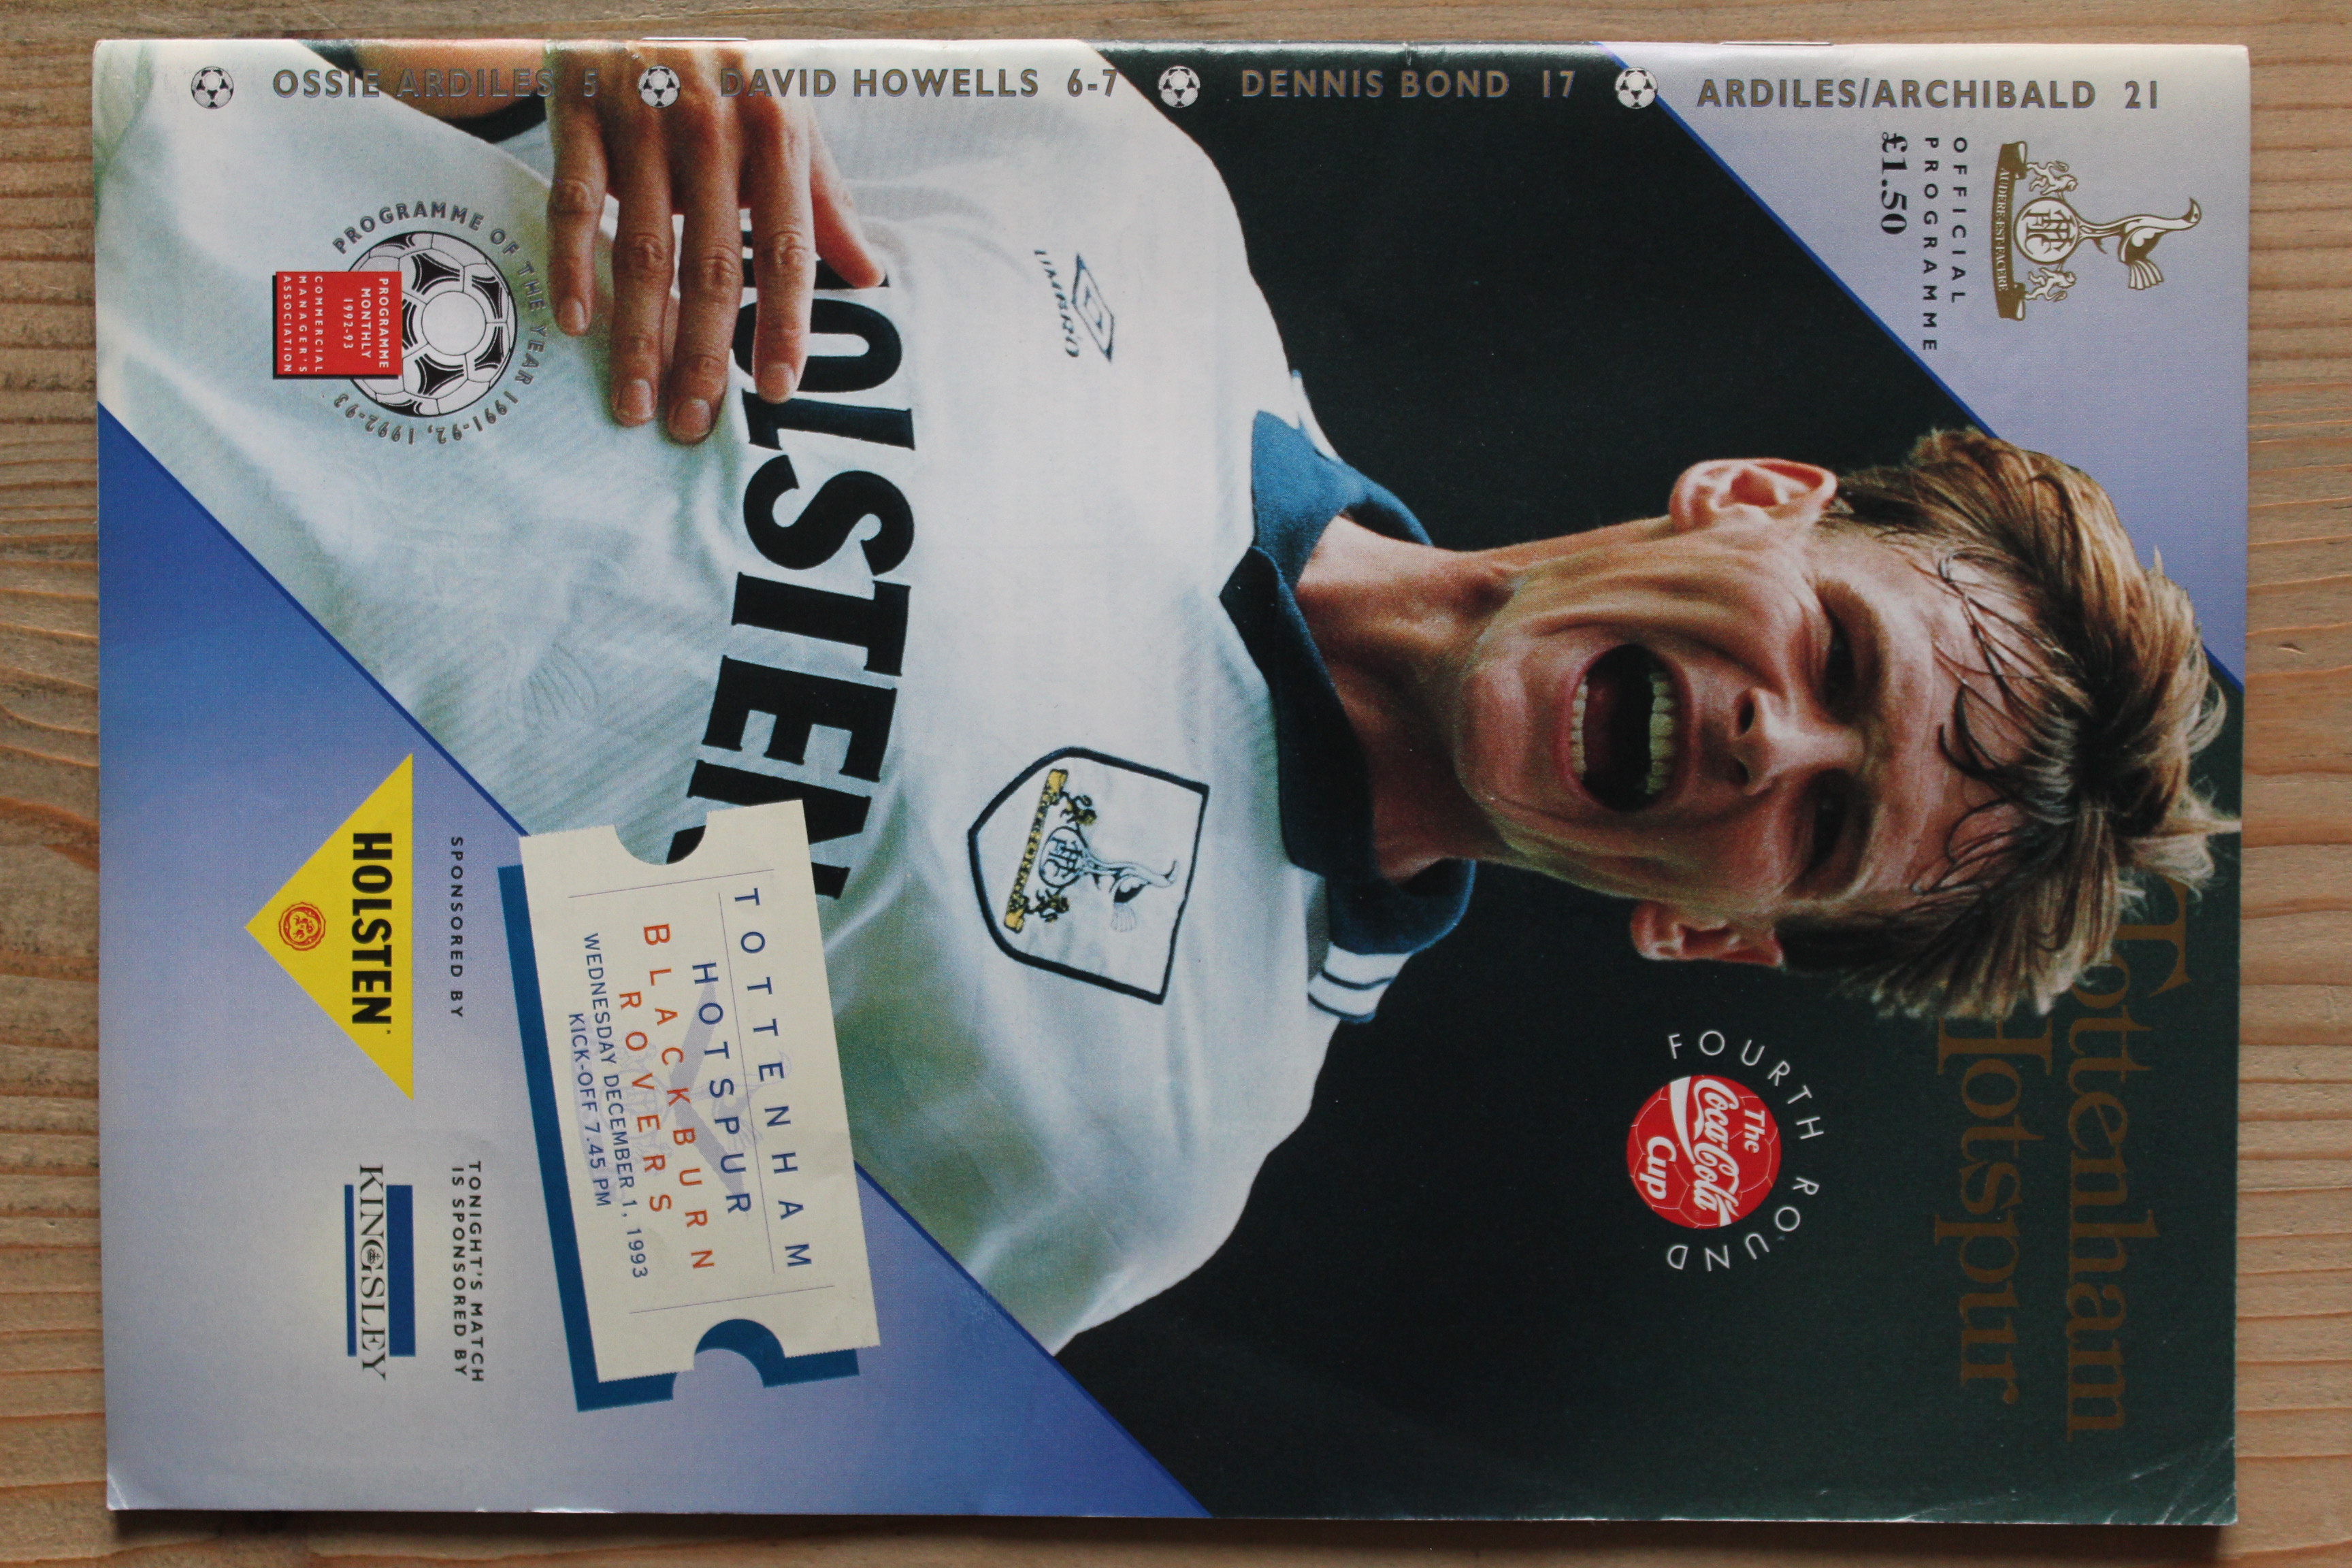 OSSIE ARDILES 5
DAVID HOWELLS 6-7
DENNIS BOND 17
ARDILES/ARCHIBALD 21
AUDERE·EST·FACERE
OFFICIAL
PROGRAMME
£1.50
Tottenham
Hotspur
FOURTH ROUND
The
Coca-Cola
Cup
UMBRO
HOLSTEN
TOTTENHAM
HOTSPUR
BLACKBURN
ROVERS
WEDNESDAY DECEMBER 1, 1993
KICK-OFF 7.45 PM
PROGRAMME OF THE YEAR 1991-92, 1992-93
PROGRAMME
MONTHLY
1992-93
COMMERCIAL
MANAGER'S
ASSOCIATION
SPONSORED BY
HOLSTEN
TONIGHT'S MATCH
IS SPONSORED BY
KINGSLEY